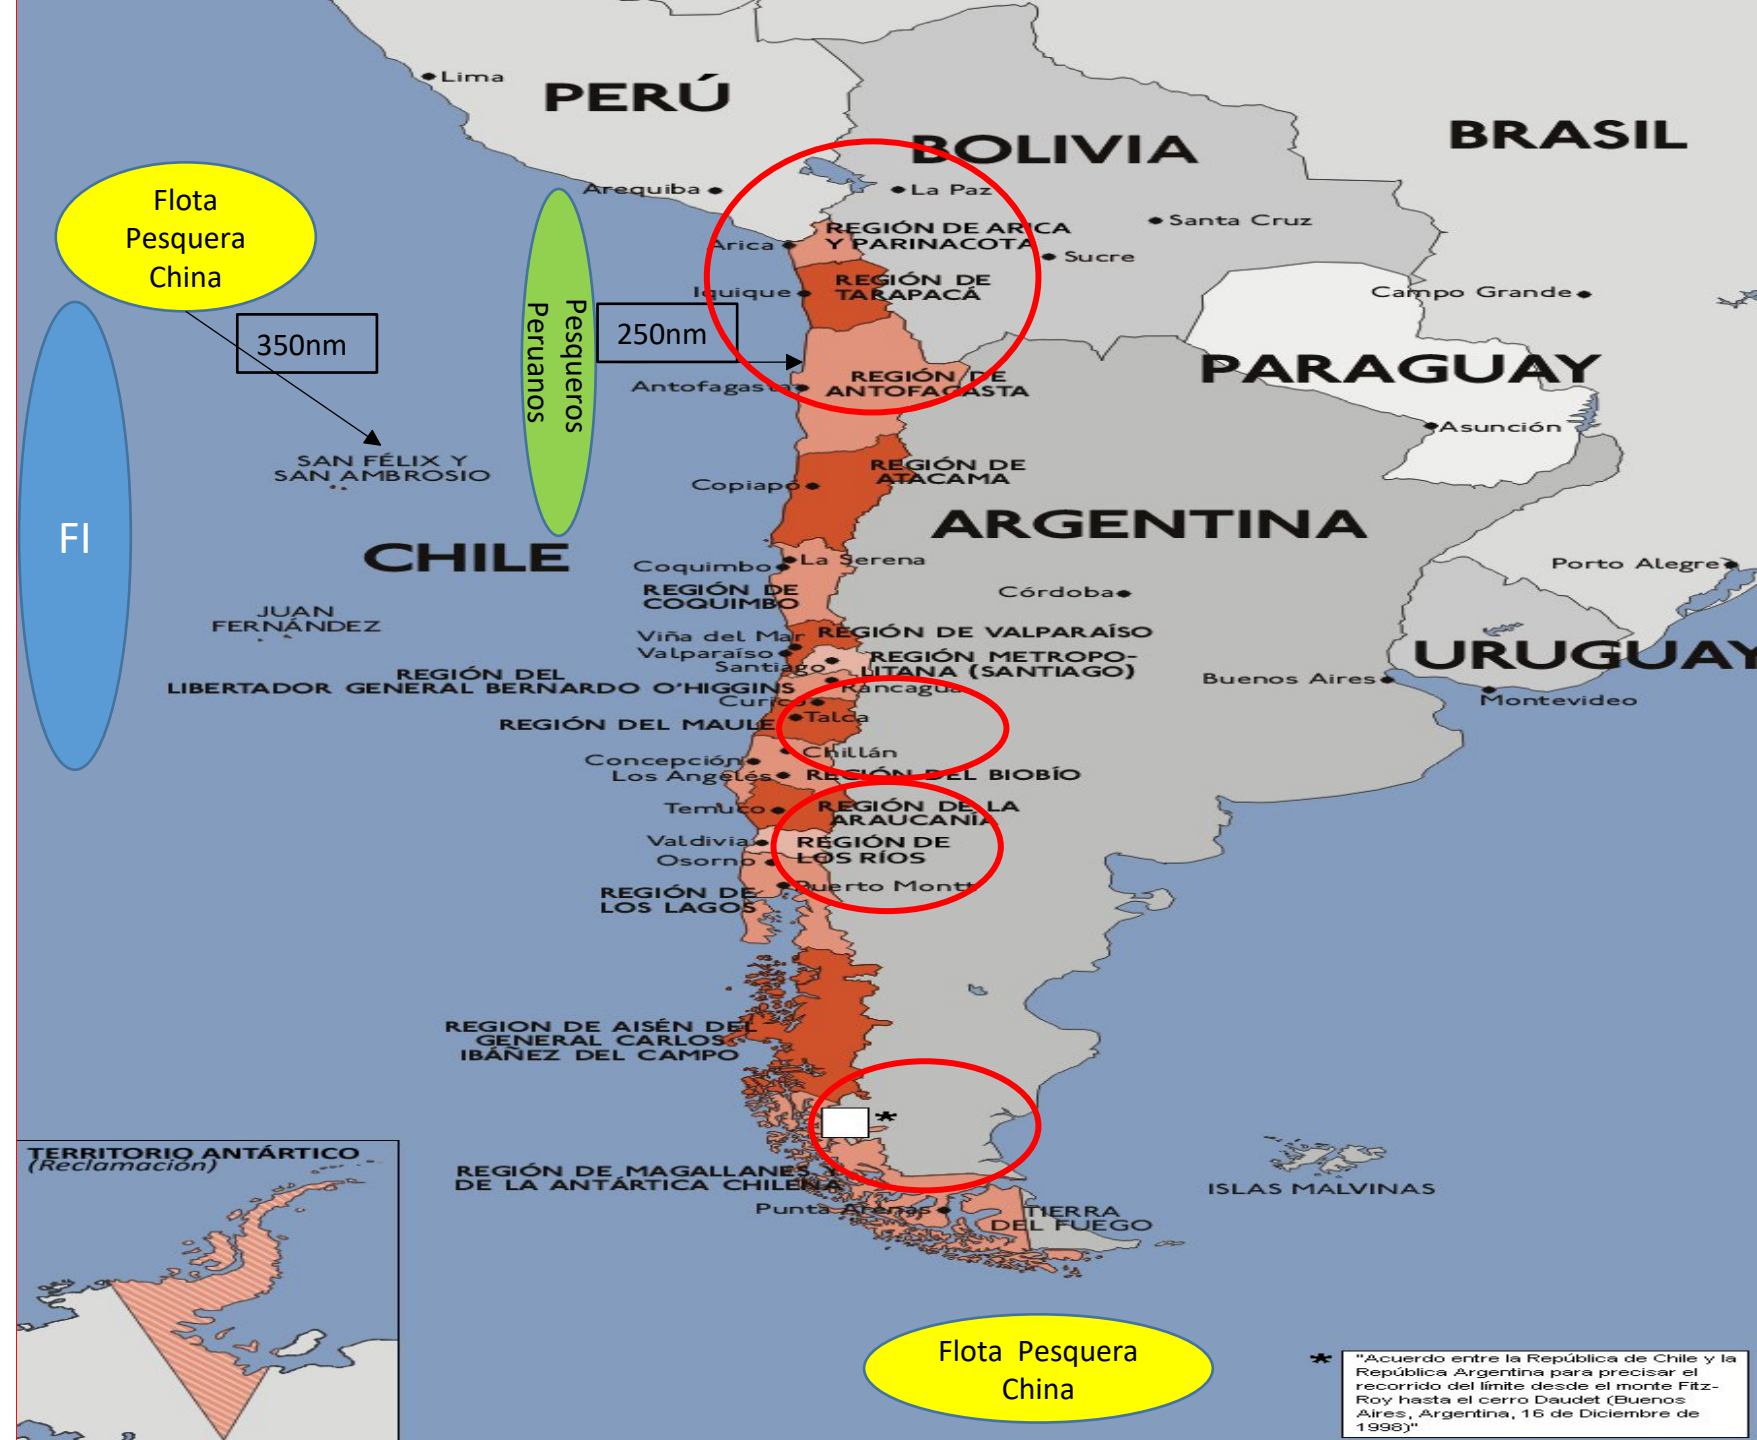 Lima
PERÚ
BOLIVIA
BRASIL
Flota
Pesquera
China
Arequiba
La Paz
Santa Cruz
REGIÓN DE ARICA
Y PARINACOTA
Arica
Sucre
REGIÓN DE
TARAPACÁ
Iquique
Campo Grande
Pesqueros
Peruanos
250nm
350nm
PARAGUAY
REGIÓN DE
ANTOFAGASTA
Antofagasta
Asunción
SAN FÉLIX Y
SAN AMBROSIO
REGIÓN DE
ATACAMA
Copiapó
FI
ARGENTINA
CHILE
La Serena
Coquimbo
Porto Alegre
REGIÓN DE
COQUIMBO
Córdoba
JUAN
FERNÁNDEZ
Viña del Mar
REGIÓN DE VALPARAÍSO
Valparaíso
Santiago
REGIÓN METROPO-
LITANA (SANTIAGO)
URUGUAY
REGIÓN DEL
LIBERTADOR GENERAL BERNARDO O'HIGGINS
Rancagua
Buenos Aires
Montevideo
Curicó
Talca
REGIÓN DEL MAULE
Chillán
Concepción
Los Angeles
REGIÓN DEL BIOBÍO
Temuco
REGIÓN DE LA
ARAUCANÍA
Valdivia
REGIÓN DE
LOS RÍOS
Osorno
Puerto Montt
REGIÓN DE
LOS LAGOS
REGION DE AISÉN DEL
GENERAL CARLOS
IBÁÑEZ DEL CAMPO
*
TERRITORIO ANTÁRTICO
(Reclamación)
REGIÓN DE MAGALLANES Y
DE LA ANTÁRTICA CHILENA
ISLAS MALVINAS
Punta Arenas
TIERRA
DEL FUEGO
Flota Pesquera
China
* "Acuerdo entre la República de Chile y la
República Argentina para precisar el
recorrido del límite desde el monte Fitz-
Roy hasta el cerro Daudet (Buenos
Aires, Argentina, 16 de Diciembre de
1998)"